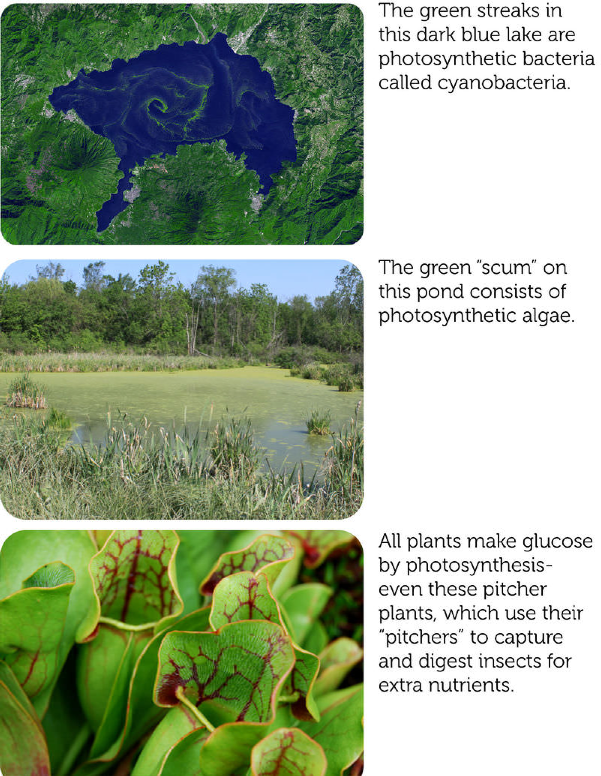 The green streaks in
this dark blue lake are
photosynthetic bacteria
called cyanobacteria.
The green “scum” on
this pond consists of
photosynthetic algae.
All plants make glucose
by photosynthesis-
even these pitcher
plants, which use their
“pitchers” to capture
and digest insects for
extra nutrients.